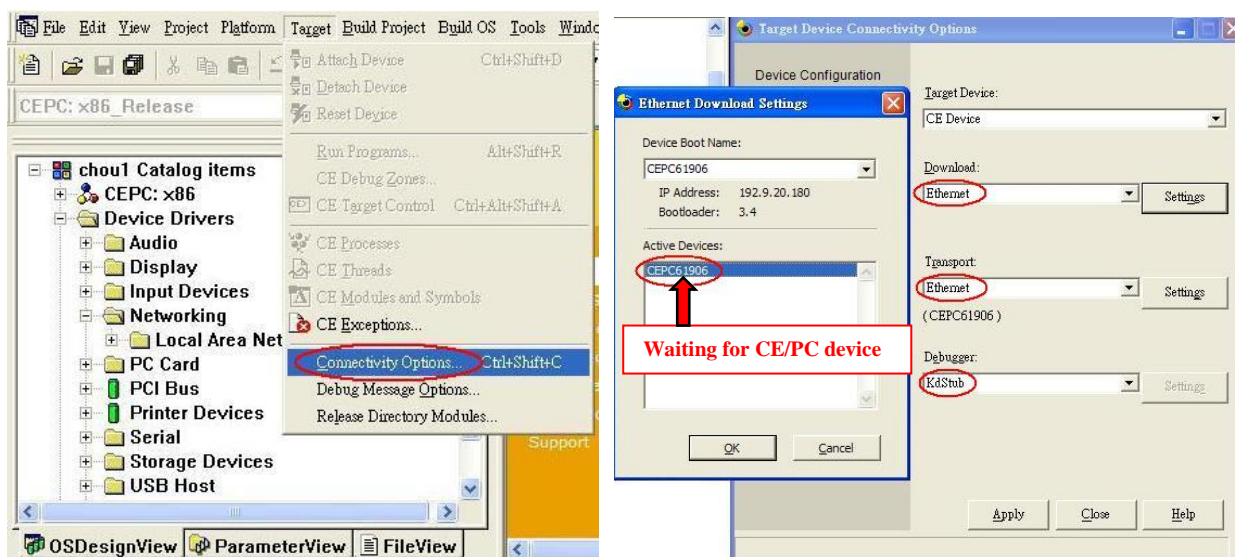 File Edit View Project Platform Target Build Project Build OS Tools
CEPC: x86_Release
Attach Device Ctrl+Shift+D
Detach Device
Reset Device
Run Programs... Alt+Shift+R
CE Debug Zones...
CE Target Control Ctrl+Alt+Shift+A
CE Processes
CE Threads
CE Modules and Symbols
CE Exceptions...
Connectivity Options... Ctrl+Shift+C
Debug Message Options...
Release Directory Modules...
chou1 Catalog items
CEPC: x86
Device Drivers
Audio
Display
Input Devices
Networking
Local Area Net
PC Card
PCI Bus
Printer Devices
Serial
Storage Devices
USB Host
Support
OSDesignView ParameterView FileView
Target Device Connectivity Options
Device Configuration
Target Device:
CE Device
Download:
Ethernet Settings
Transport:
Ethernet Settings
(CEPC61906)
Debugger:
KdStub Settings
Apply Close Help
Ethernet Download Settings
Device Boot Name:
CEPC61906
IP Address: 192.9.20.180
Bootloader: 3.4
Active Devices:
CEPC61906
Waiting for CE/PC device
OK Cancel